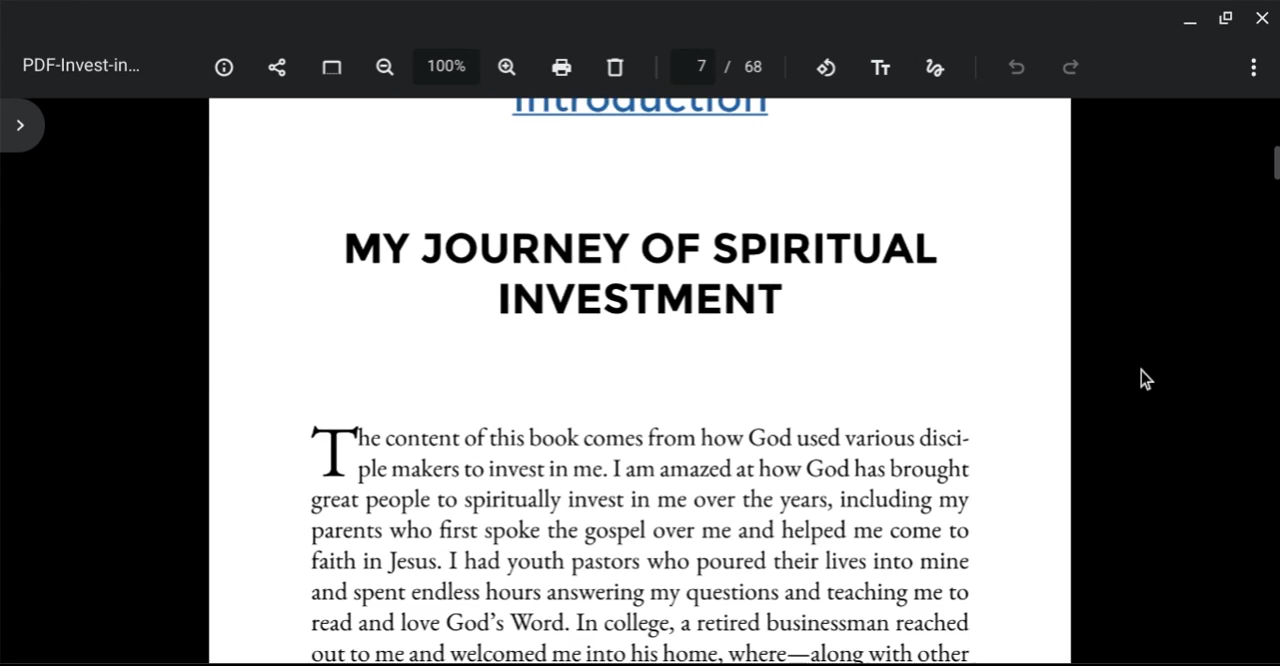 PDF-Invest-in...
100%
7 / 68
Introduction
MY JOURNEY OF SPIRITUAL
INVESTMENT
The content of this book comes from how God used various disci-
ple makers to invest in me. I am amazed at how God has brought
great people to spiritually invest in me over the years, including my
parents who first spoke the gospel over me and helped me come to
faith in Jesus. I had youth pastors who poured their lives into mine
and spent endless hours answering my questions and teaching me to
read and love God’s Word. In college, a retired businessman reached
out to me and welcomed me into his home, where—along with other